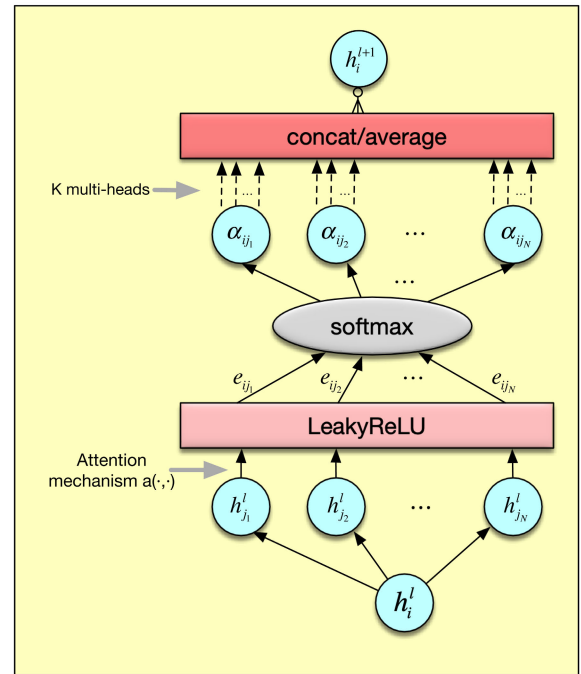 h_i^{l+1}
concat/average
K multi-heads
... ... ...
α_{ij_1} α_{ij_2} ... α_{ij_N}
...
softmax
e_{ij_1} e_{ij_2} ... e_{ij_N}
LeakyReLU
Attention
mechanism a(·,·)
h_{j_1}^l h_{j_2}^l ... h_{j_N}^l
h_i^l